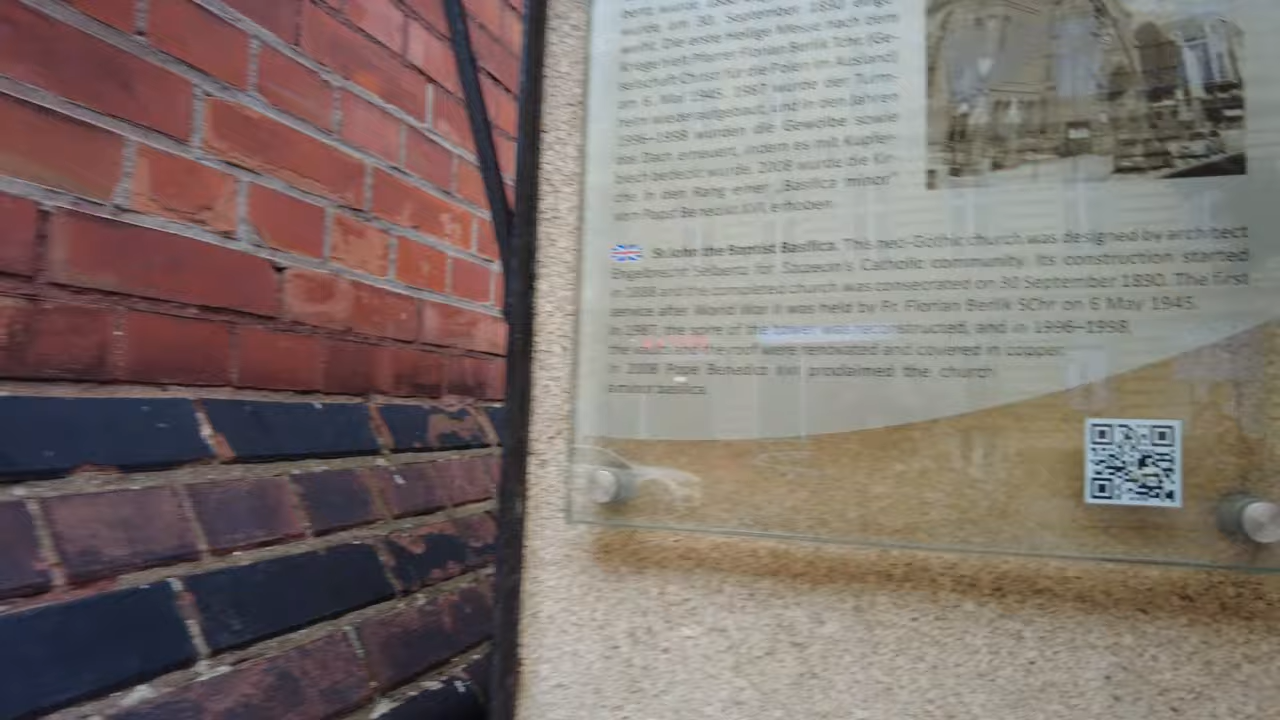 wurde am 30. September 1890 einge-
weiht. Die erste heilige Messe nach dem
Krieg hielt Pfarrer Florian Berlik TChr. (Ge-
sellschaft Christi für die Polen im Ausland)
am 6. Mai 1945. 1987 wurde der Turm-
helm wieder aufgebaut, und in den Jahren
1996–1998 wurden die Gewölbe sowie
das Dach erneuert, indem es mit Kupfer-
blech bedeckt wurde. 2008 wurde die Kir-
che in den Rang einer „Basilica minor"
von Papst Benedict XVI. erhoben.
St. John the Baptist Basilica. This neo-Gothic church was designed by architect
Engelbrecht Seibertz for Szczecin's Catholic community. Its construction started
in 1888 and the completed church was consecrated on 30 September 1890. The first
service after World War II was held by Fr. Florian Berlik SChr on 6 May 1945.
In 1987, the spire of the tower was reconstructed, and in 1996–1998,
the roof were renovated and covered in copper.
In 2008 Pope Benedict XVI proclaimed the church
a minor basilica.